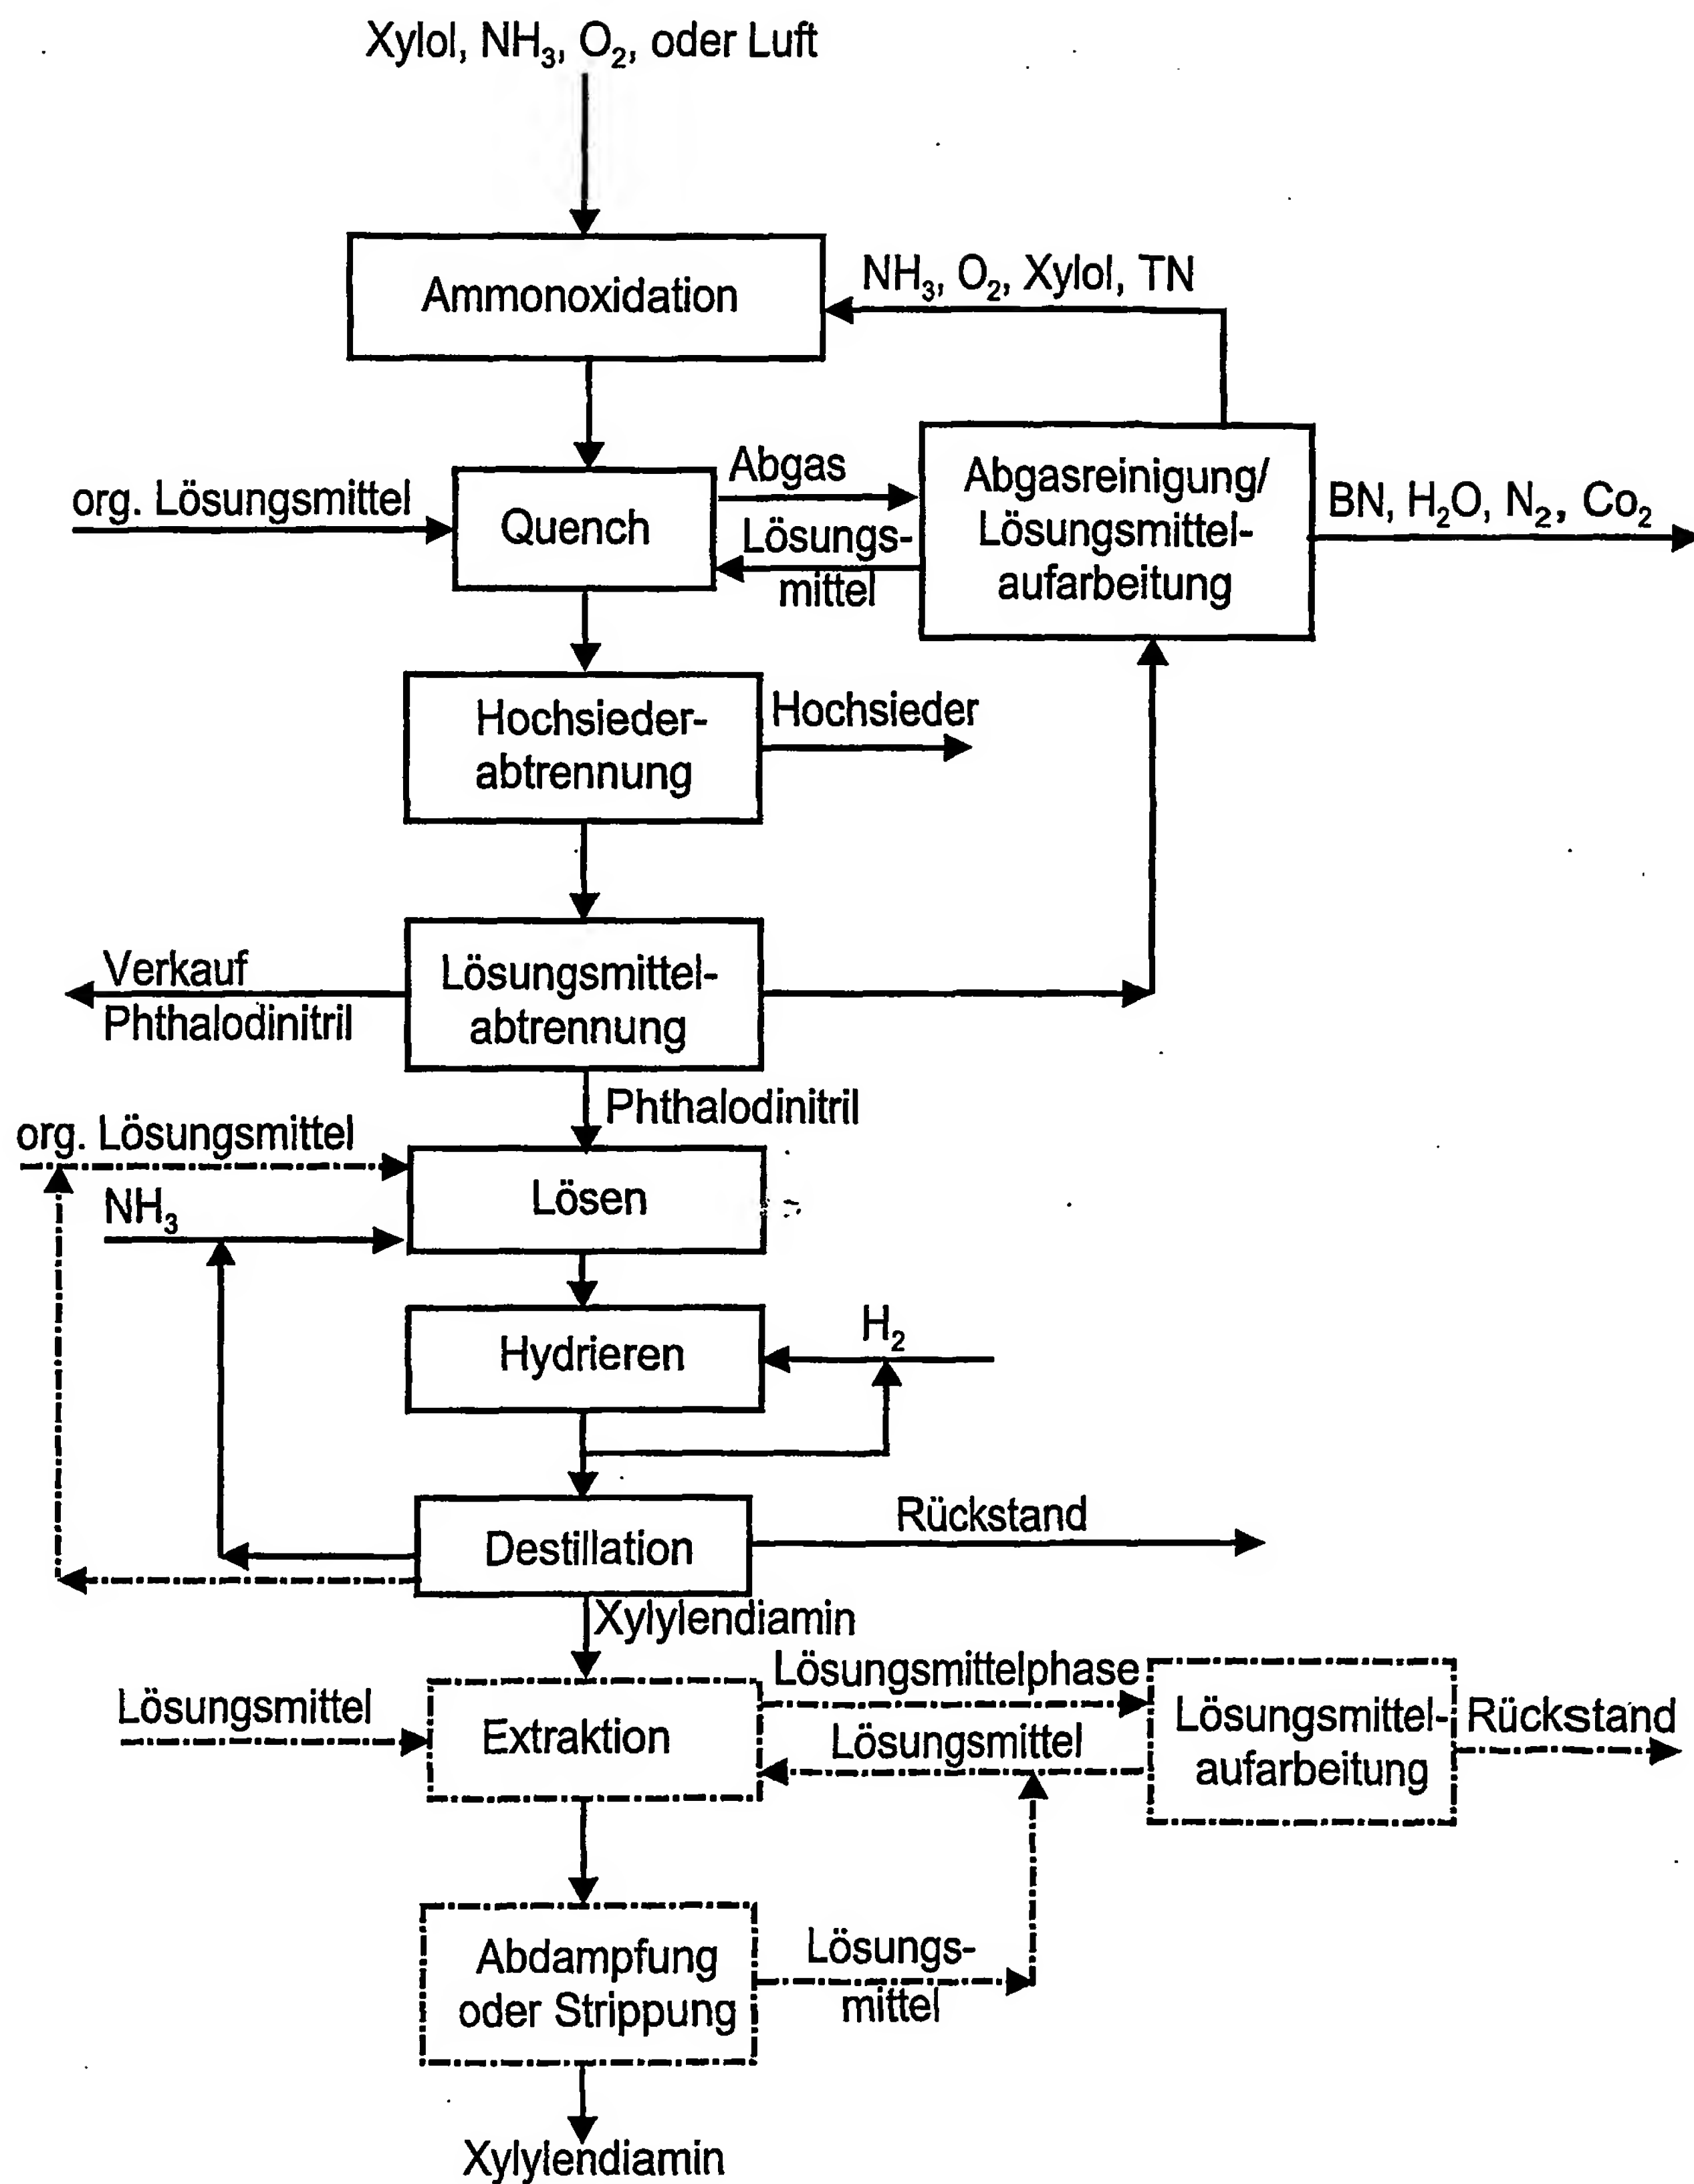 Xylol, NH₃, O₂, oder Luft
Ammonoxidation
NH₃, O₂, Xylol, TN
org. Lösungsmittel
Quench
Abgas
Lösungs-
mittel
Abgasreinigung/
Lösungsmittel-
aufarbeitung
BN, H₂O, N₂, Co₂
Hochsieder-
abtrennung
Hochsieder
Verkauf
Phthalodinitril
Lösungsmittel-
abtrennung
Phthalodinitril
org. Lösungsmittel
NH₃
Lösen
Hydrieren
H₂
Destillation
Rückstand
Xylylendiamin
Lösungsmittel
Extraktion
Lösungsmittelphase
Lösungsmittel
Lösungsmittel-
aufarbeitung
Rückstand
Abdampfung
oder Strippung
Lösungs-
mittel
Xylylendiamin